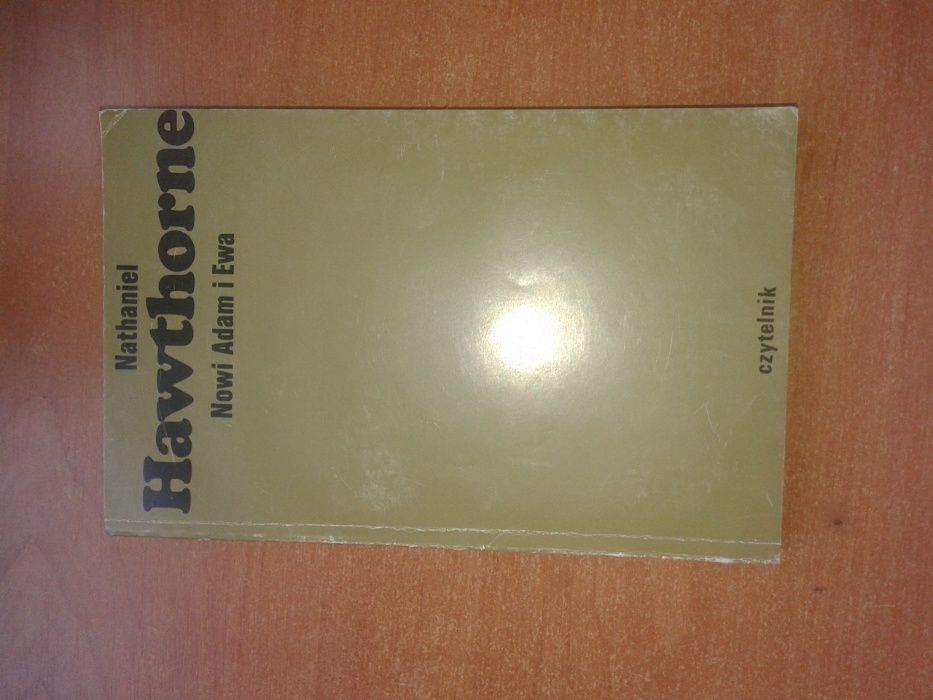 Nathaniel
Hawthorne
Nowi Adam i Ewa
czytelnik